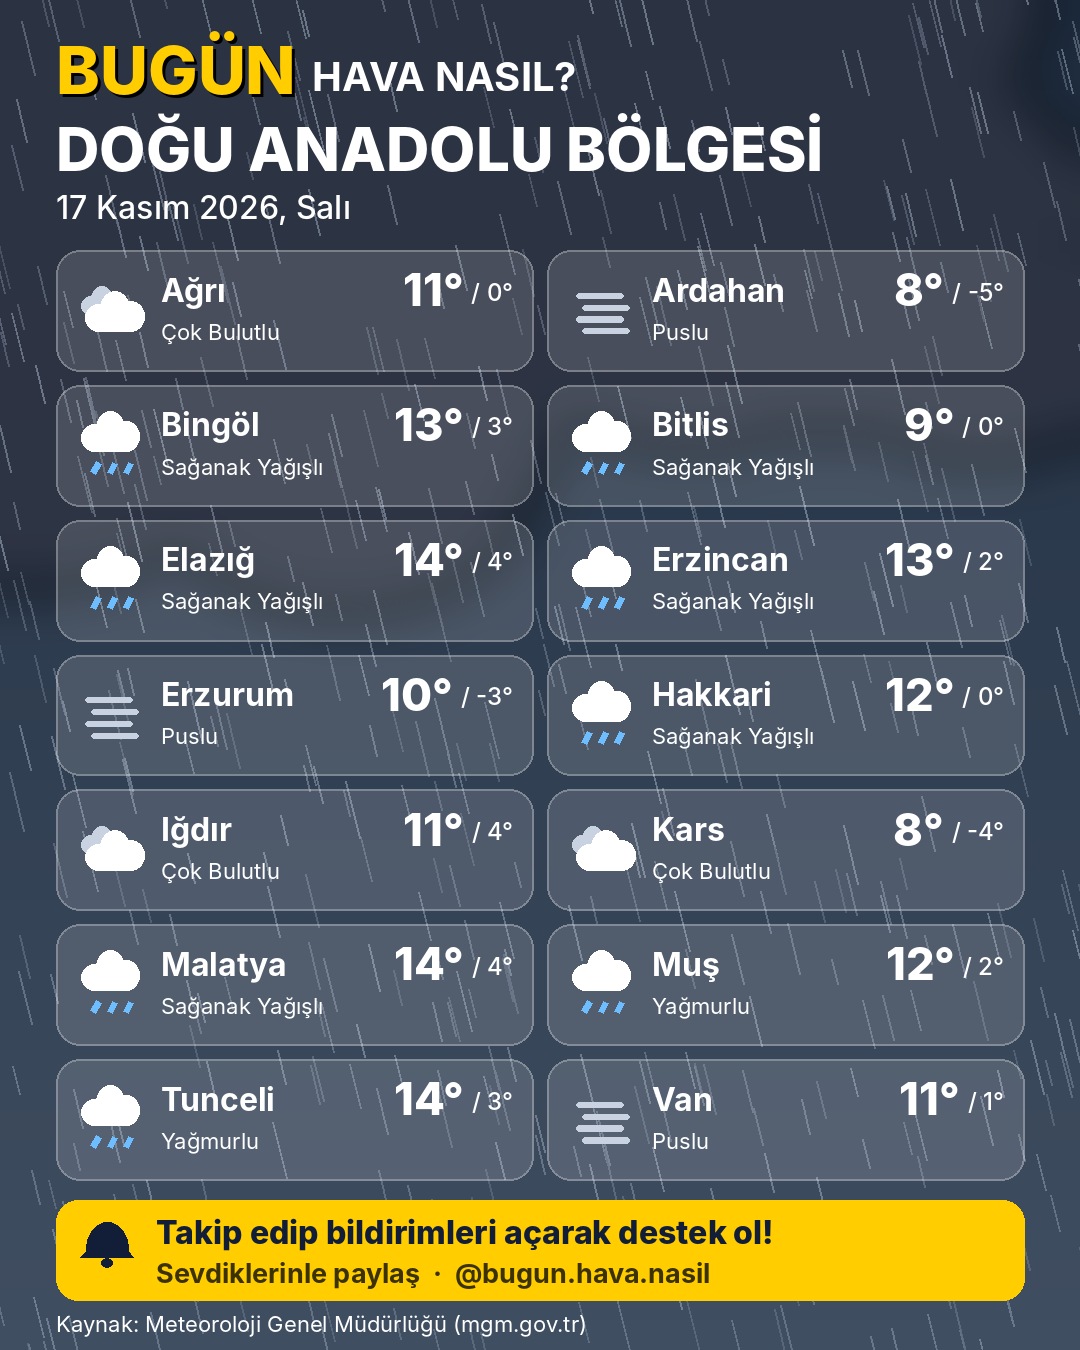 BUGÜN HAVA NASIL?
DOĞU ANADOLU BÖLGESİ
17 Kasım 2026, Salı
Ağrı 11° / 0°
Çok Bulutlu
Ardahan 8° / -5°
Puslu
Bingöl 13° / 3°
Sağanak Yağışlı
Bitlis 9° / 0°
Sağanak Yağışlı
Elazığ 14° / 4°
Sağanak Yağışlı
Erzincan 13° / 2°
Sağanak Yağışlı
Erzurum 10° / -3°
Puslu
Hakkari 12° / 0°
Sağanak Yağışlı
Iğdır 11° / 4°
Çok Bulutlu
Kars 8° / -4°
Çok Bulutlu
Malatya 14° / 4°
Sağanak Yağışlı
Muş 12° / 2°
Yağmurlu
Tunceli 14° / 3°
Yağmurlu
Van 11° / 1°
Puslu
Takip edip bildirimleri açarak destek ol!
Sevdiklerinle paylaş · @bugun.hava.nasil
Kaynak: Meteoroloji Genel Müdürlüğü (mgm.gov.tr)